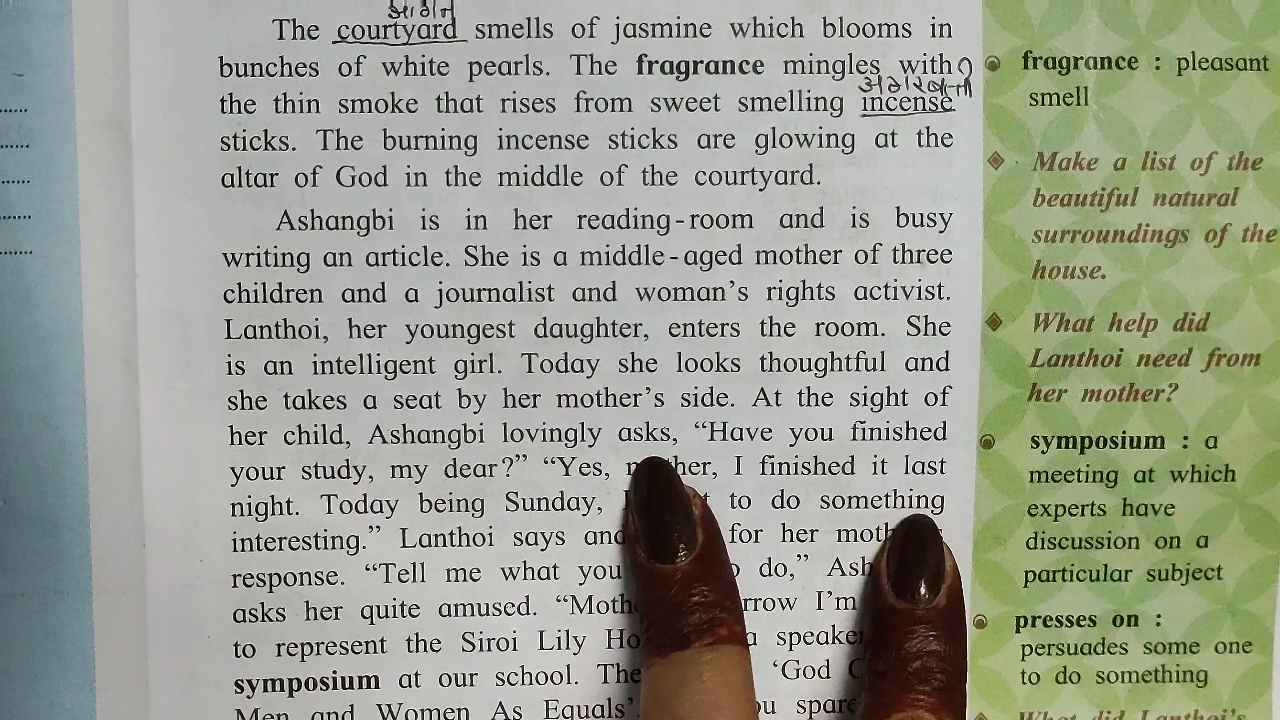 आंगन
The courtyard smells of jasmine which blooms in
bunches of white pearls. The fragrance mingles with
the thin smoke that rises from sweet smelling incense
sticks. The burning incense sticks are glowing at the
altar of God in the middle of the courtyard.
Ashangbi is in her reading-room and is busy
writing an article. She is a middle-aged mother of three
children and a journalist and woman's rights activist.
Lanthoi, her youngest daughter, enters the room. She
is an intelligent girl. Today she looks thoughtful and
she takes a seat by her mother's side. At the sight of
her child, Ashangbi lovingly asks, “Have you finished
your study, my dear?” “Yes, I finished it last
night. Today being Sunday, to do something
interesting.” Lanthoi says and for her
response. “Tell me what you do,”
asks her quite amused. I'm
to represent the Siroi Lily a
symposium at our school. ‘God
Men and Women As Equals’.
fragrance : pleasant
smell
Make a list of the
beautiful natural
surroundings of the
house.
What help did
Lanthoi need from
her mother?
symposium : a
meeting at which
experts have
discussion on a
particular subject
presses on :
persuades some one
to do something
What did Lanthoi's